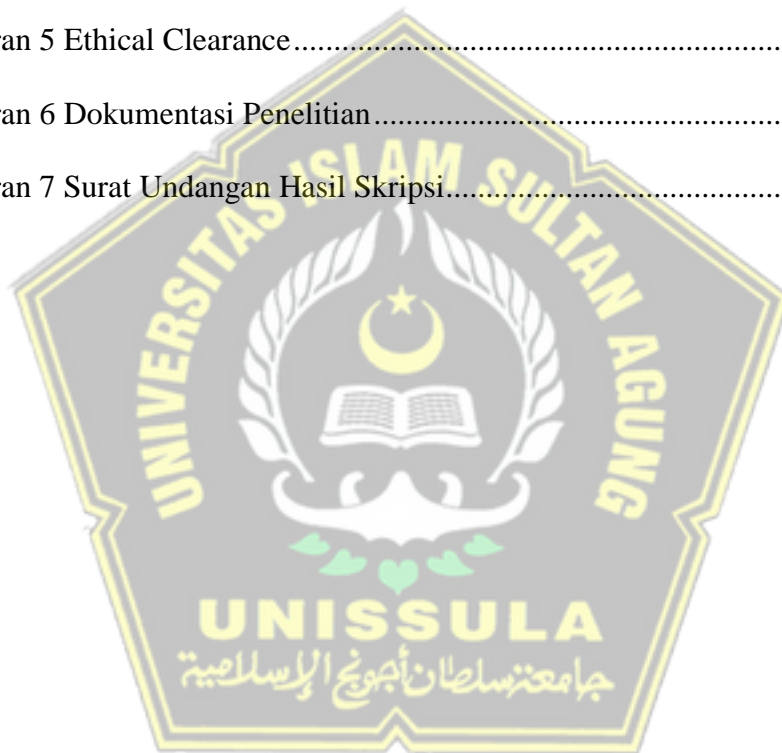 ran 5 Ethical Clearance............................................................
ran 6 Dokumentasi Penelitian..................................................
ran 7 Surat Undangan Hasil Skripsi.........................................
UNIVERSITAS ISLAM SULTAN AGUNG
UNISSULA
جامعة سلطان أجونج الإسلامية